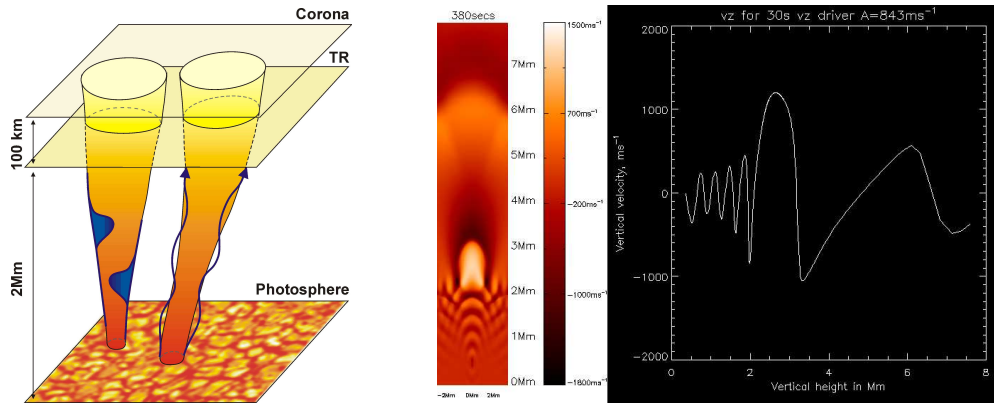 Corona
TR
100 km
2Mm
Photosphere
380secs
7Mm
6Mm
5Mm
4Mm
3Mm
2Mm
1Mm
0Mm
-2Mm 0Mm 2Mm
1500ms⁻¹
700ms⁻¹
-200ms⁻¹
-1000ms⁻¹
-1800ms⁻¹
vz for 30s vz driver A=843ms⁻¹
Vertical velocity, ms⁻¹
2000
1000
0
-1000
-2000
0 2 4 6 8
Vertical height in Mm